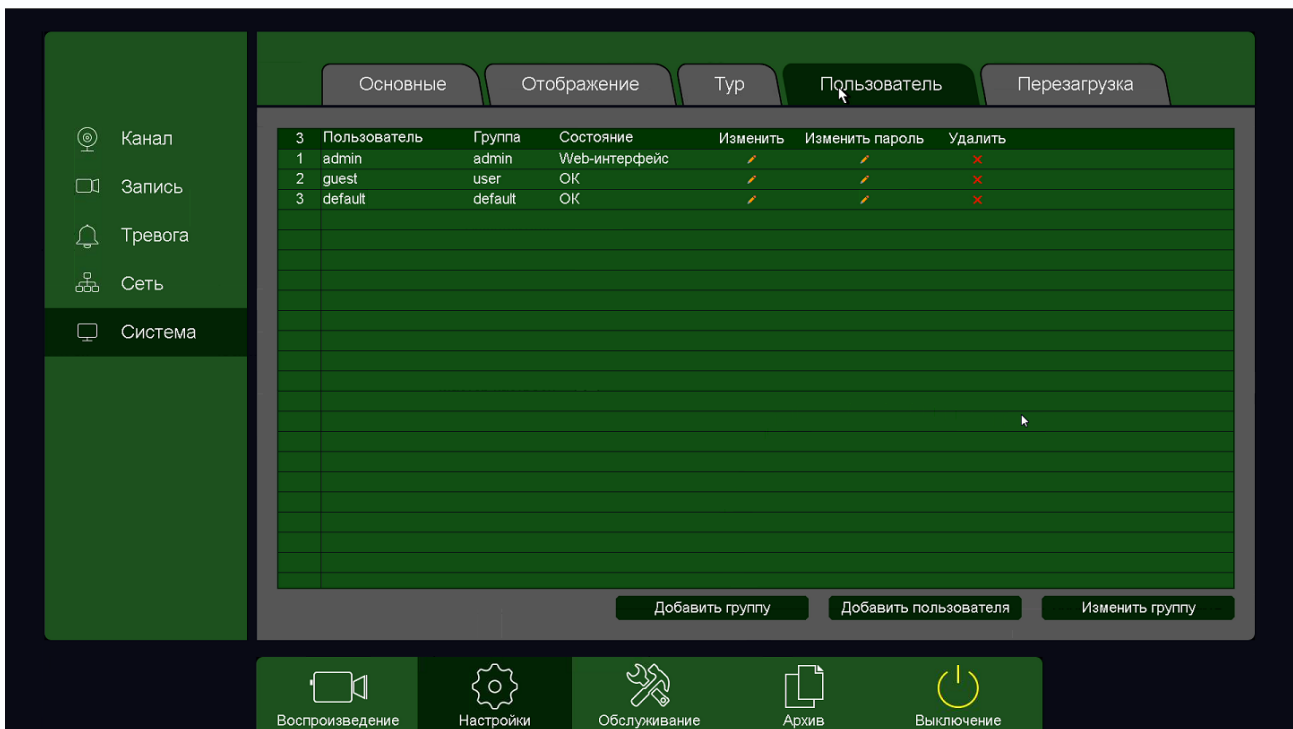 Основные Отображение Тур Пользователь Перезагрузка
Канал
Запись
Тревога
Сеть
Система
3 Пользователь Группа Состояние Изменить Изменить пароль Удалить
1 admin admin Web-интерфейс
2 guest user OK
3 default default OK
Добавить группу Добавить пользователя Изменить группу
Воспроизведение Настройки Обслуживание Архив Выключение